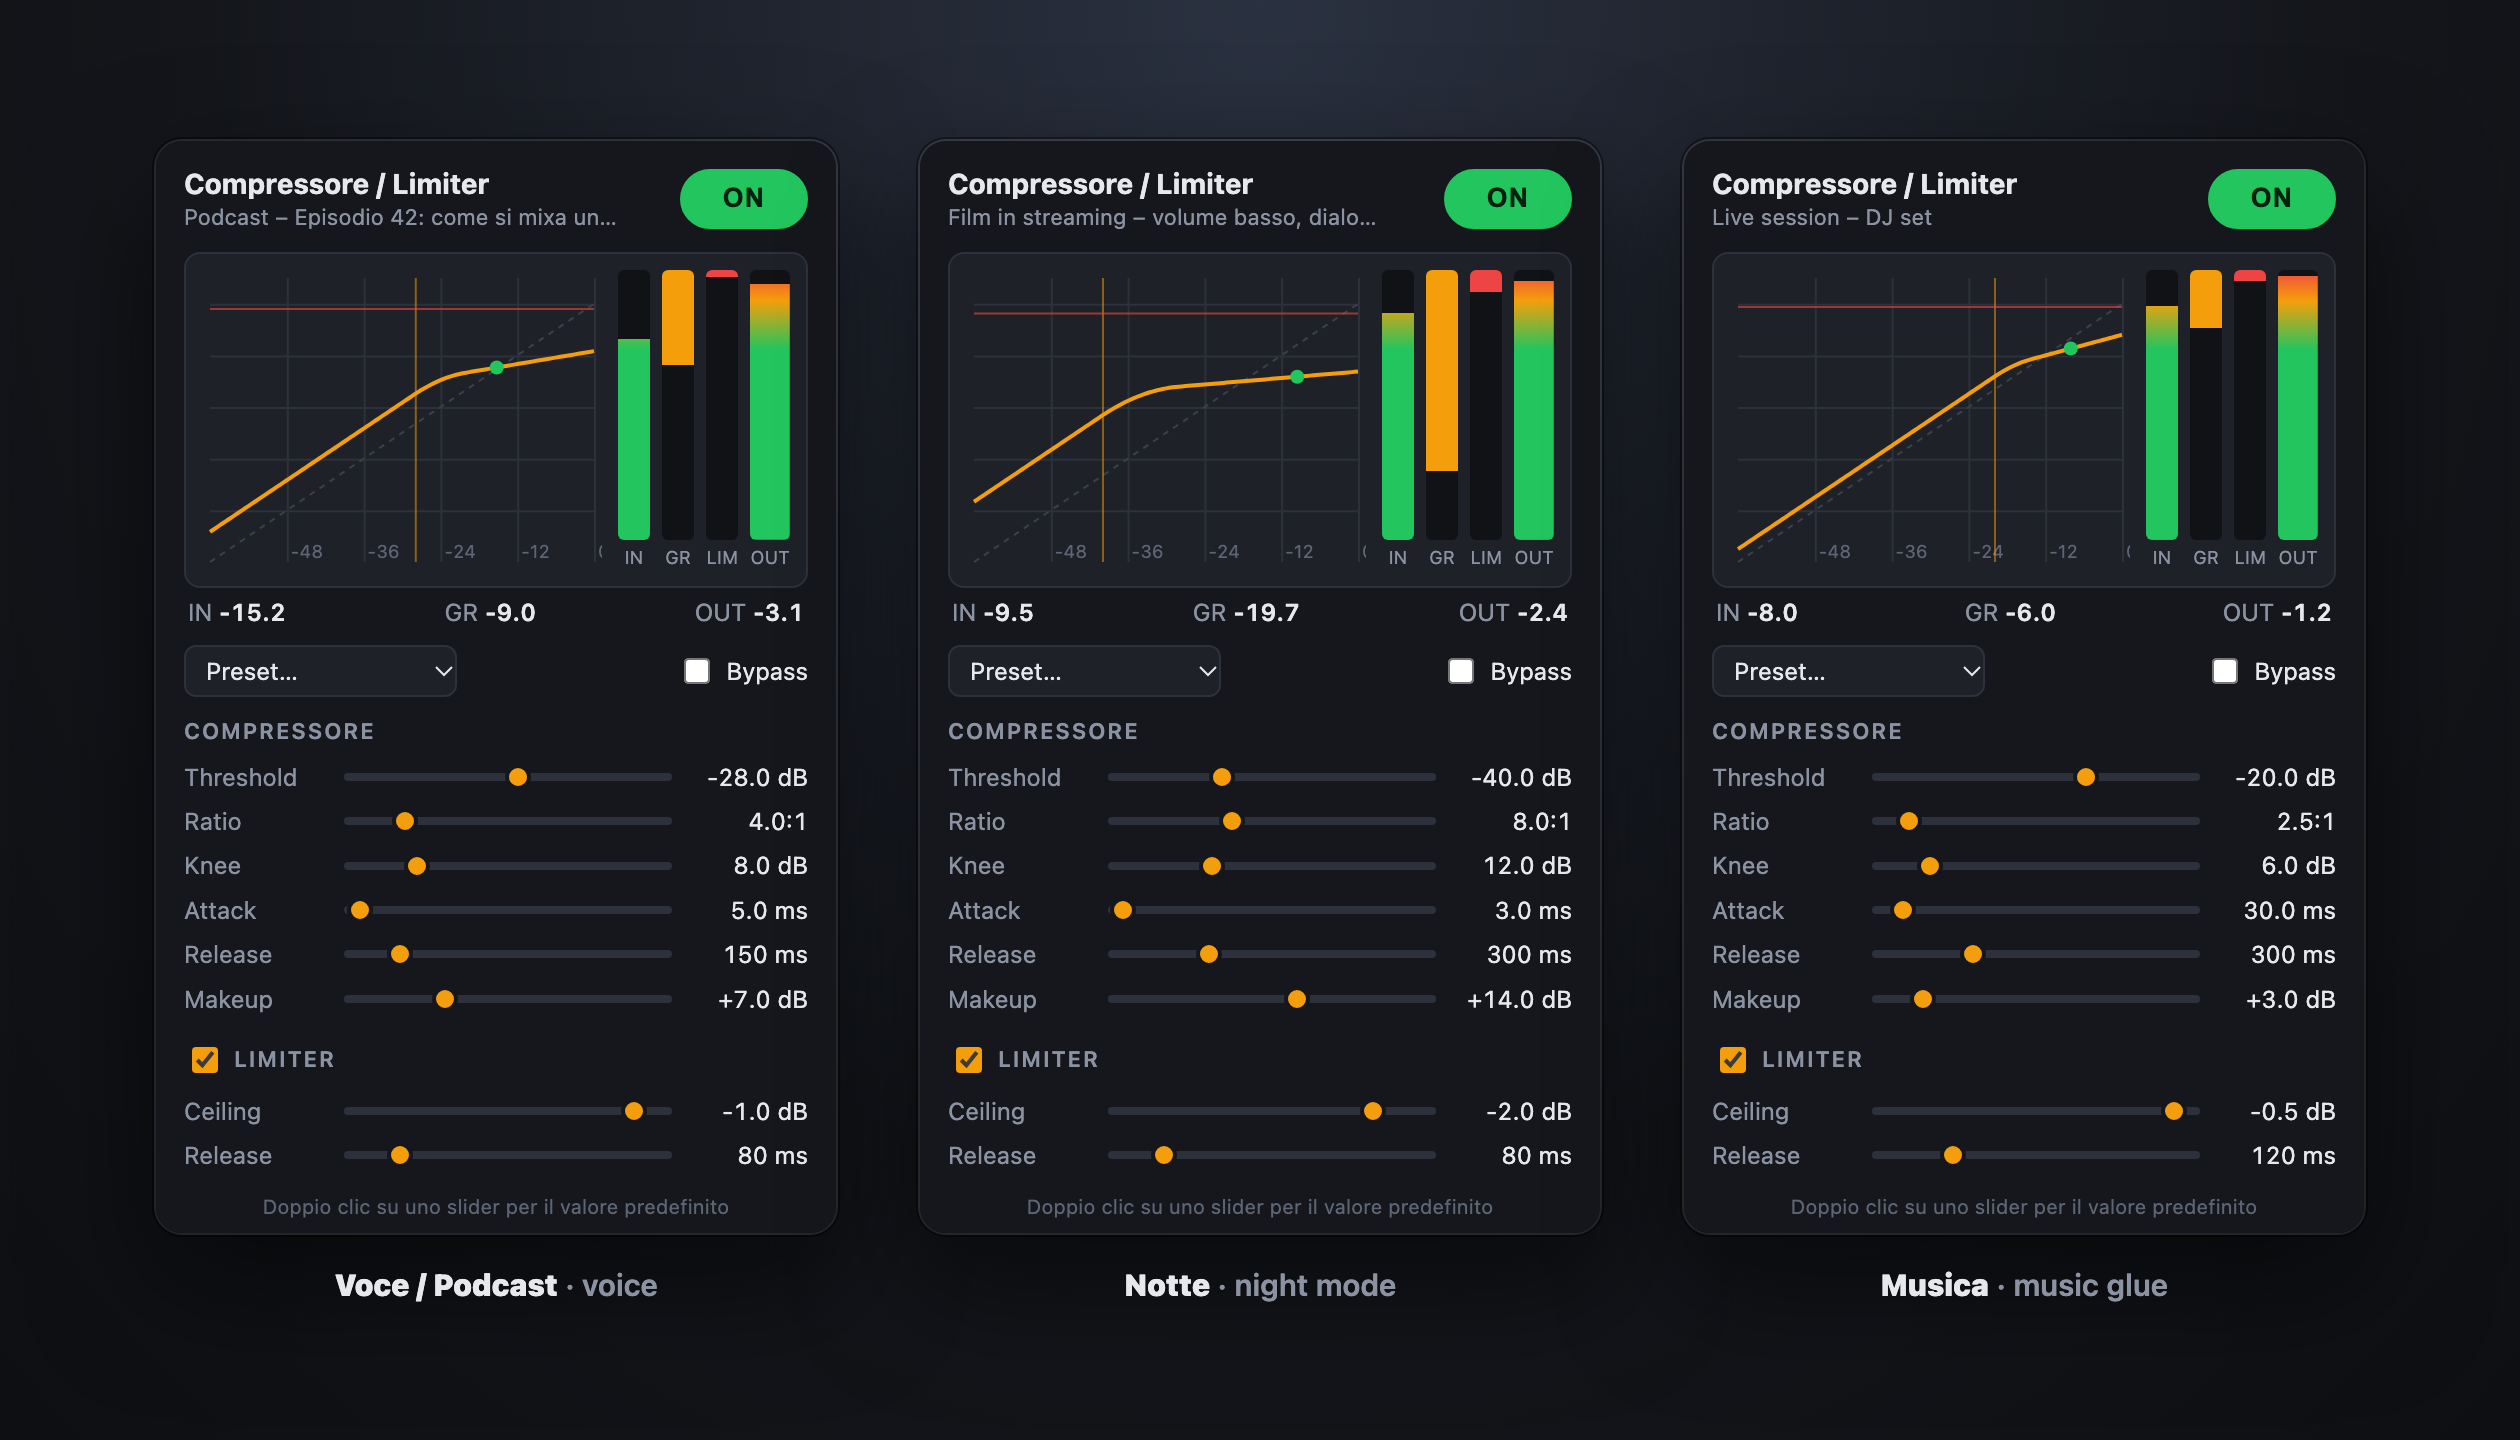 Compressore / Limiter
ON
Podcast – Episodio 42: come si mixa un...
-48 -36 -24 -12
IN GR LIM OUT
IN -15.2 GR -9.0 OUT -3.1
Preset... Bypass
COMPRESSORE
Threshold -28.0 dB
Ratio 4.0:1
Knee 8.0 dB
Attack 5.0 ms
Release 150 ms
Makeup +7.0 dB
LIMITER
Ceiling -1.0 dB
Release 80 ms
Doppio clic su uno slider per il valore predefinito
Voce / Podcast · voice
Compressore / Limiter
ON
Film in streaming – volume basso, dialo...
-48 -36 -24 -12
IN GR LIM OUT
IN -9.5 GR -19.7 OUT -2.4
Preset... Bypass
COMPRESSORE
Threshold -40.0 dB
Ratio 8.0:1
Knee 12.0 dB
Attack 3.0 ms
Release 300 ms
Makeup +14.0 dB
LIMITER
Ceiling -2.0 dB
Release 80 ms
Doppio clic su uno slider per il valore predefinito
Notte · night mode
Compressore / Limiter
ON
Live session – DJ set
-48 -36 -24 -12
IN GR LIM OUT
IN -8.0 GR -6.0 OUT -1.2
Preset... Bypass
COMPRESSORE
Threshold -20.0 dB
Ratio 2.5:1
Knee 6.0 dB
Attack 30.0 ms
Release 300 ms
Makeup +3.0 dB
LIMITER
Ceiling -0.5 dB
Release 120 ms
Doppio clic su uno slider per il valore predefinito
Musica · music glue